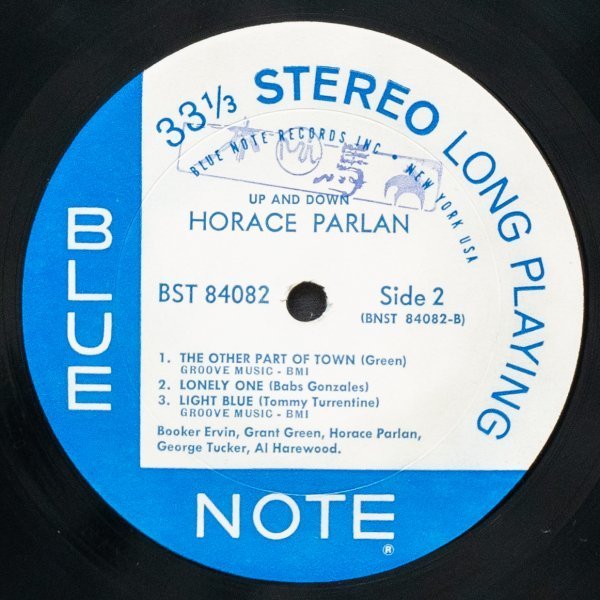 33⅓ STEREO LONG PLAYING
BLUE NOTE RECORDS INC • NEW YORK USA
UP AND DOWN
HORACE PARLAN
BST 84082
Side 2
(BNST 84082-B)
1. THE OTHER PART OF TOWN (Green)
GROOVE MUSIC - BMI
2. LONELY ONE (Babs Gonzales)
3. LIGHT BLUE (Tommy Turrentine)
GROOVE MUSIC - BMI
Booker Ervin, Grant Green, Horace Parlan,
George Tucker, Al Harewood.
BLUE
NOTE
®